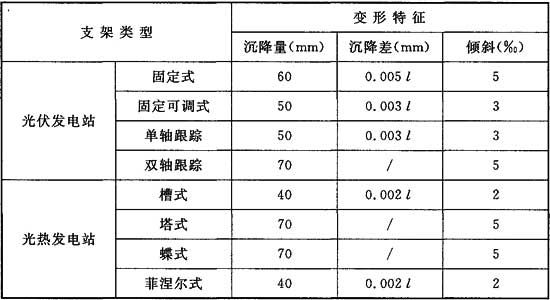 支架类型 变形特征
沉降量(mm) 沉降差(mm) 倾斜(‰)
光伏发电站 固定式 60 0.005 l 5
固定可调式 50 0.003 l 3
单轴跟踪 50 0.003 l 3
双轴跟踪 70 / 5
光热发电站 槽式 40 0.002 l 2
塔式 70 / 5
蝶式 70 / 5
菲涅尔式 40 0.002 l 2